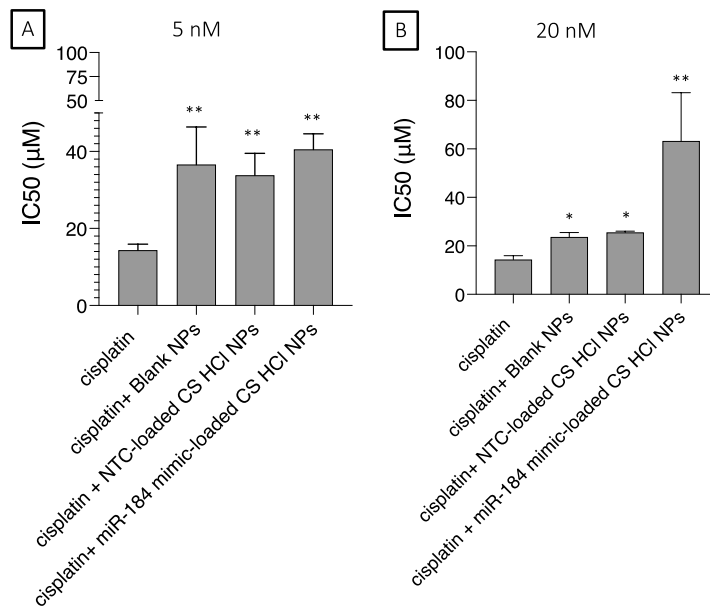 A
5 nM
100
75
50
40
20
0
IC50 (μM)
**
**
**
cisplatin
cisplatin+ Blank NPs
cisplatin + NTC-loaded CS HCl NPs
cisplatin+ miR-184 mimic-loaded CS HCl NPs
B
20 nM
100
80
60
40
20
0
IC50 (μM)
*
*
**
cisplatin
cisplatin+ Blank NPs
cisplatin+ NTC-loaded CS HCl NPs
cisplatin + miR-184 mimic-loaded CS HCl NPs